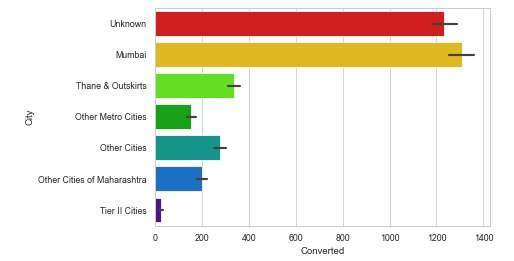 Unknown
Mumbai
Thane & Outskirts
Other Metro Cities
Other Cities
Other Cities of Maharashtra
Tier II Cities
City
0 200 400 600 800 1000 1200 1400
Converted